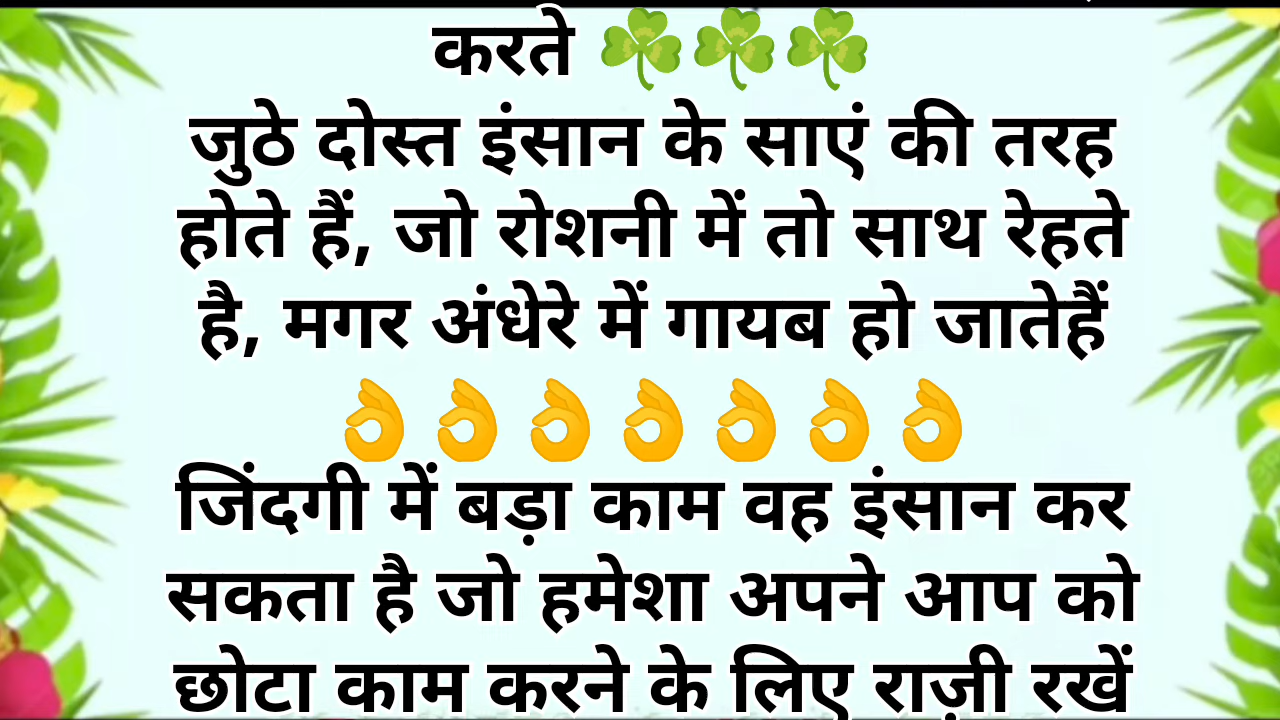 करते ☘️☘️☘️
जुठे दोस्त इंसान के साएं की तरह
होते हैं, जो रोशनी में तो साथ रेहते
है, मगर अंधेरे में गायब हो जातेहैं
👌👌👌👌👌👌👌
जिंदगी में बड़ा काम वह इंसान कर
सकता है जो हमेशा अपने आप को
छोटा काम करने के लिए राज़ी रखें